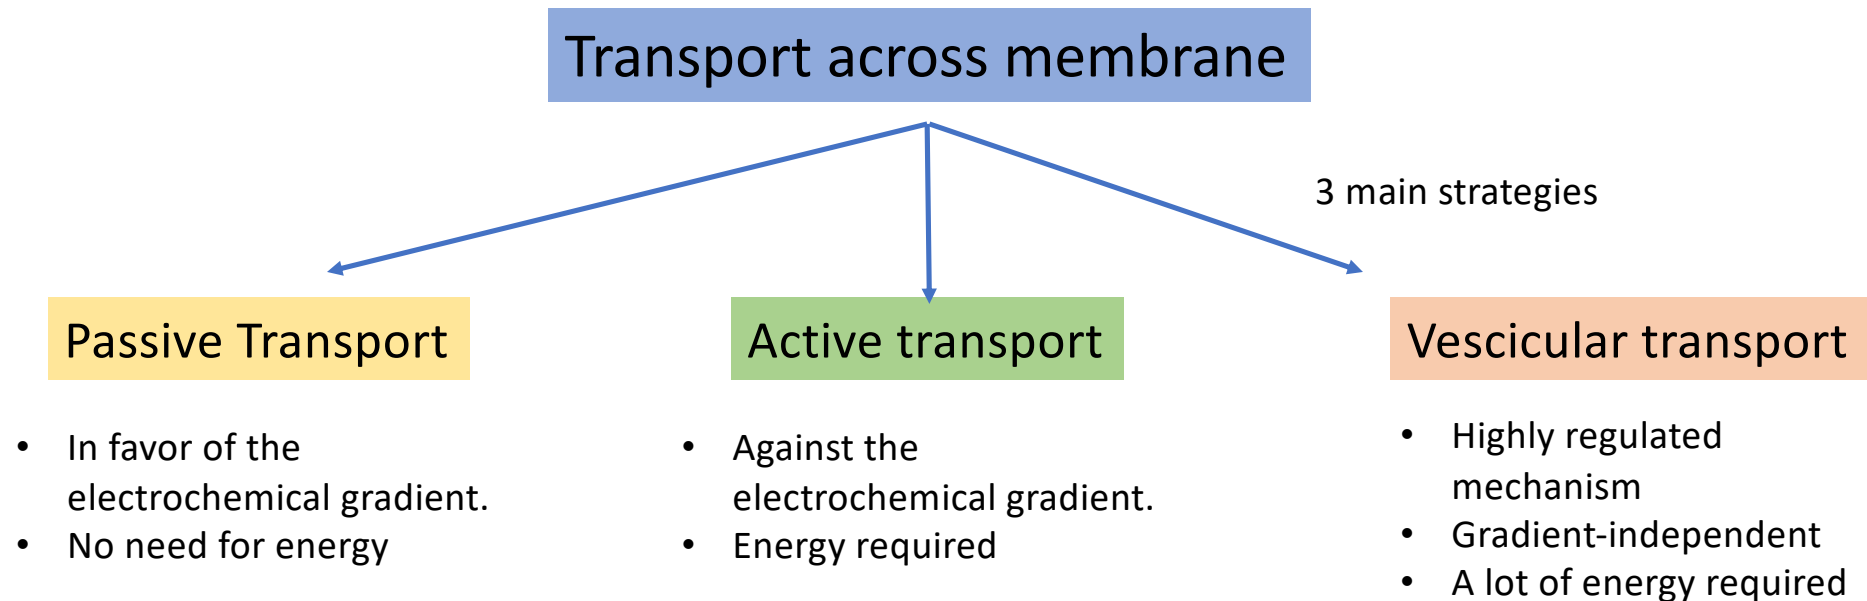 Transport across membrane
3 main strategies
Passive Transport
• In favor of the
electrochemical gradient.
• No need for energy
Active transport
• Against the
electrochemical gradient.
• Energy required
Vescicular transport
• Highly regulated
mechanism
• Gradient-independent
• A lot of energy required